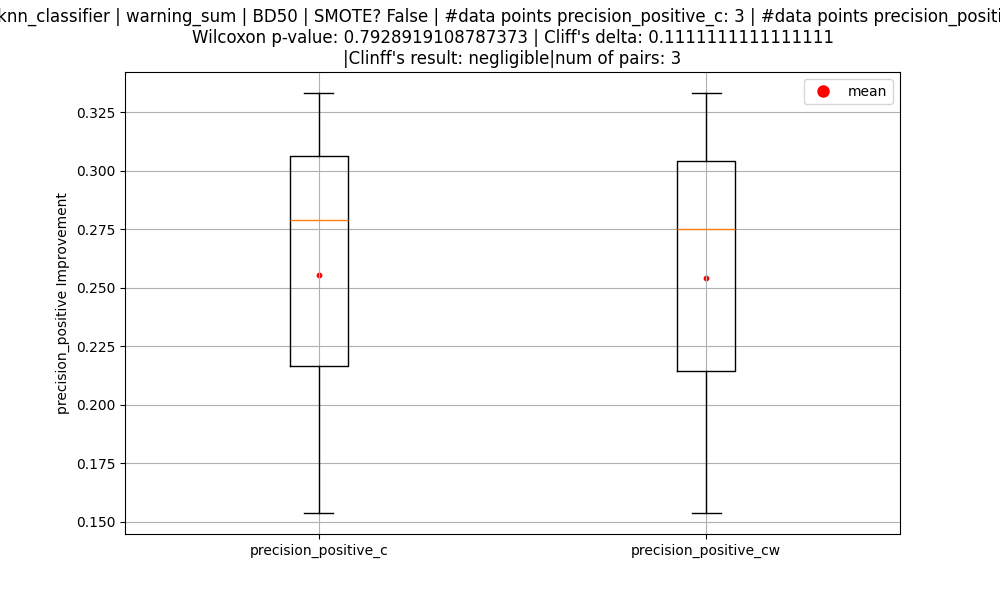 knn_classifier | warning_sum | BD50 | SMOTE? False | #data points precision_positive_c: 3 | #data points
Wilcoxon p-value: 0.7928919108787373 | Cliff's delta: 0.1111111111111111
|Clinff's result: negligible|num of pairs: 3
mean
0.325
0.300
0.275
0.250
0.225
0.200
0.175
0.150
precision_positive Improvement
precision_positive_c
precision_positive_cw